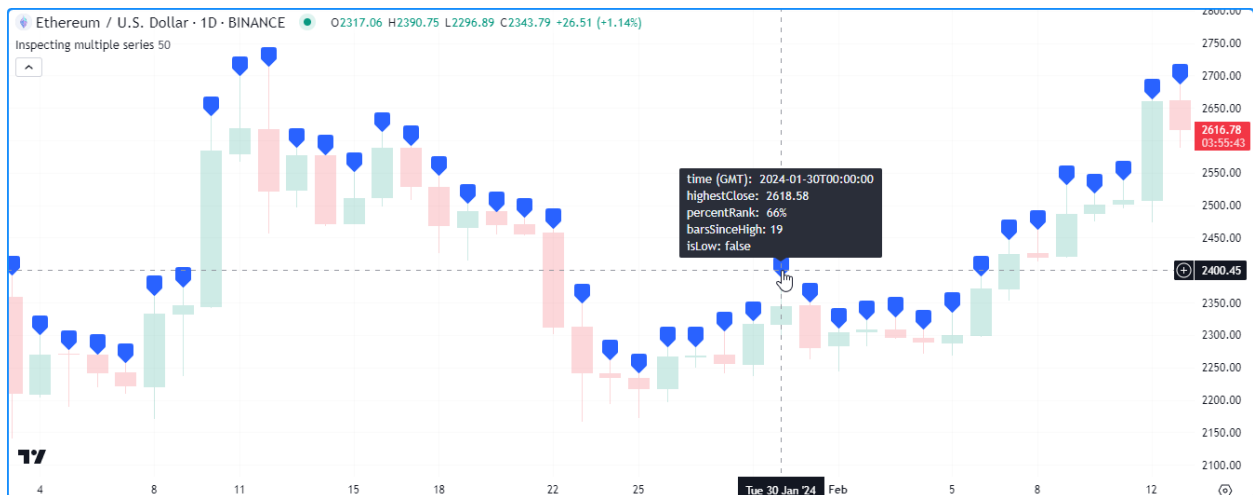 Ethereum / U.S. Dollar · 1D · BINANCE O2317.06 H2390.75 L2296.89 C2343.79 +26.51 (+1.14%)
Inspecting multiple series 50
2800.00
2750.00
2700.00
2650.00
2616.78
03:55:43
2550.00
2500.00
2450.00
2400.45
2350.00
2300.00
2250.00
2200.00
2150.00
2100.00
time (GMT): 2024-01-30T00:00:00
highestClose: 2618.58
percentRank: 66%
barsSinceHigh: 19
isLow: false
4 8 11 15 18 22 25 Tue 30 Jan '24 Feb 5 8 12